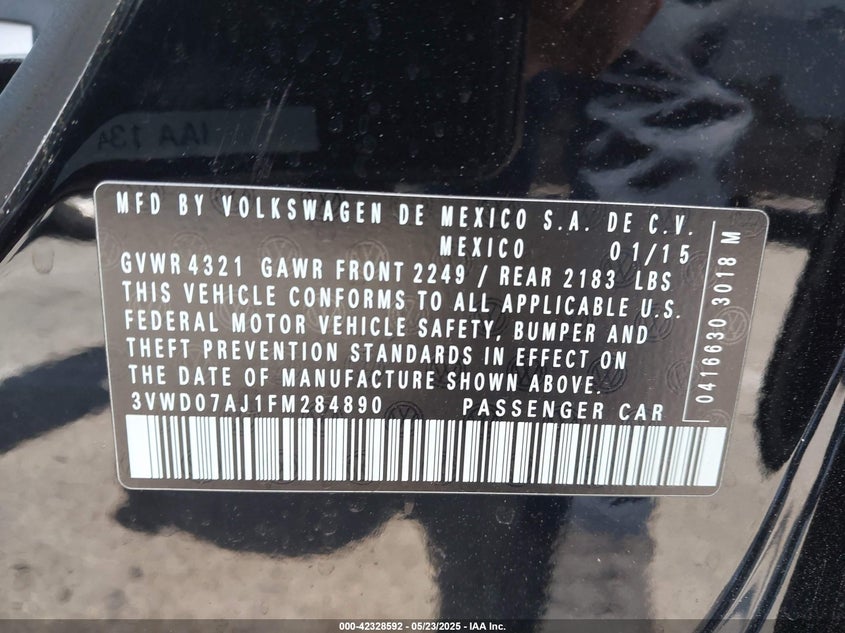 IAA 134
MFD BY VOLKSWAGEN DE MEXICO S.A. DE C.V.
MEXICO 01/15
GVWR 4321 GAWR FRONT 2249 / REAR 2183 LBS
THIS VEHICLE CONFORMS TO ALL APPLICABLE U.S.
FEDERAL MOTOR VEHICLE SAFETY, BUMPER AND
THEFT PREVENTION STANDARDS IN EFFECT ON
THE DATE OF MANUFACTURE SHOWN ABOVE.
3VWD07AJ1FM284890 PASSENGER CAR
0416630 3018 M
000-42328592 - 05/23/2025 - IAA Inc.